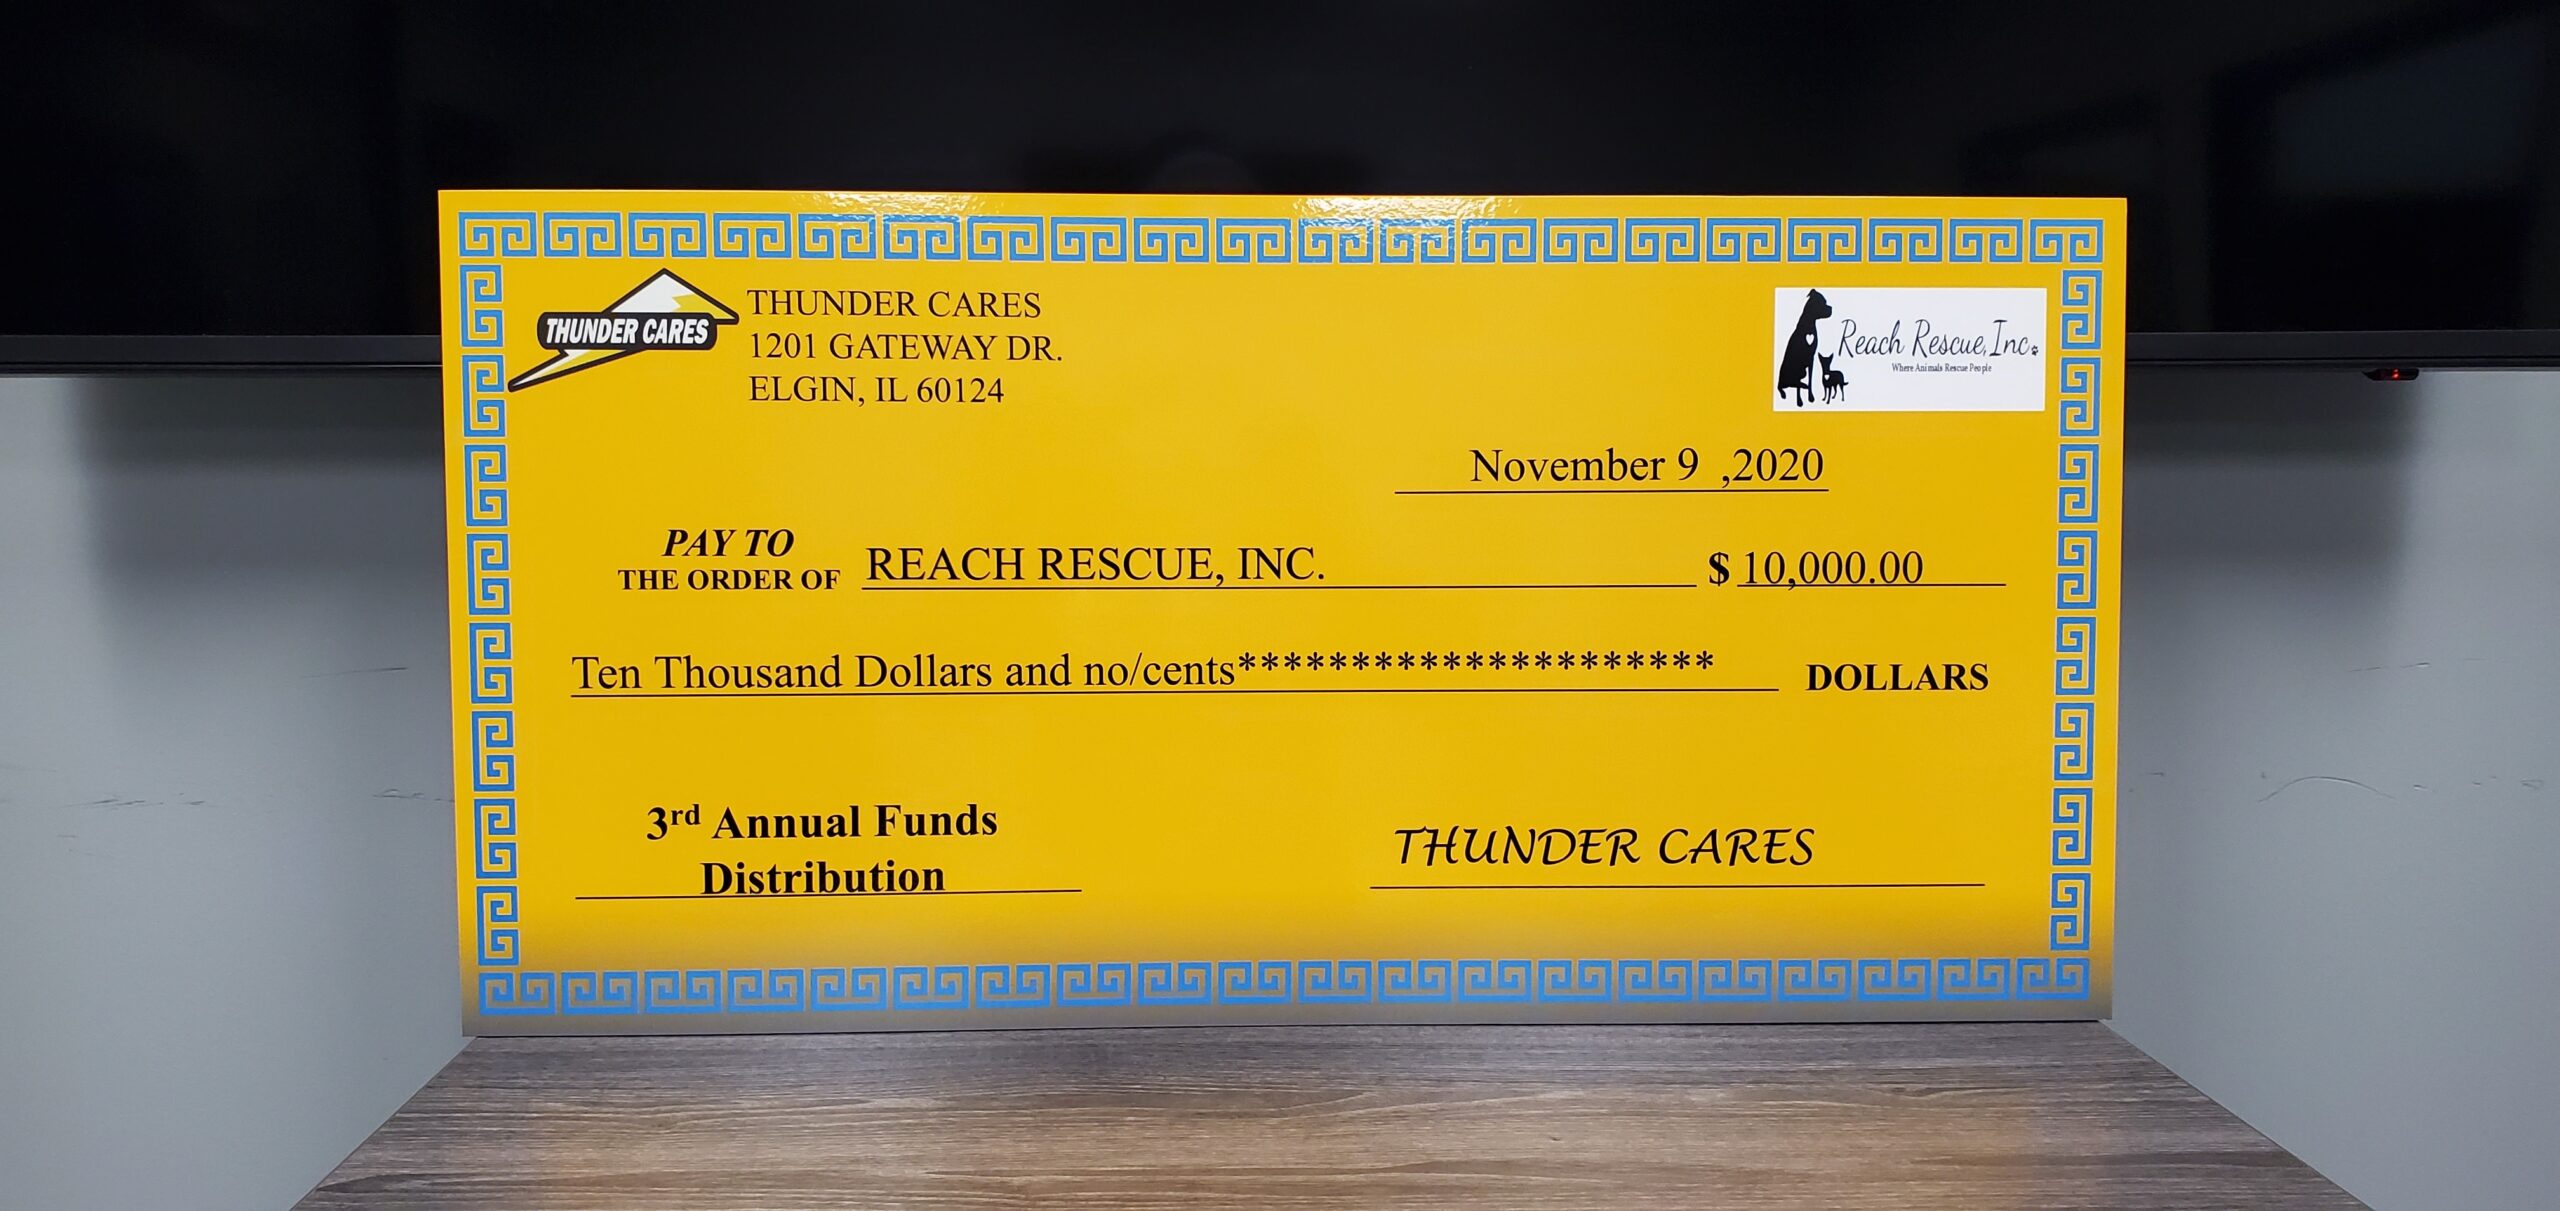 THUNDER CARES
THUNDER CARES
1201 GATEWAY DR.
ELGIN, IL 60124
Reach Rescue, Inc.
Where Animals Rescue People
November 9 ,2020
PAY TO
THE ORDER OF REACH RESCUE, INC. $ 10,000.00
Ten Thousand Dollars and no/cents********************* DOLLARS
3rd Annual Funds
Distribution
THUNDER CARES